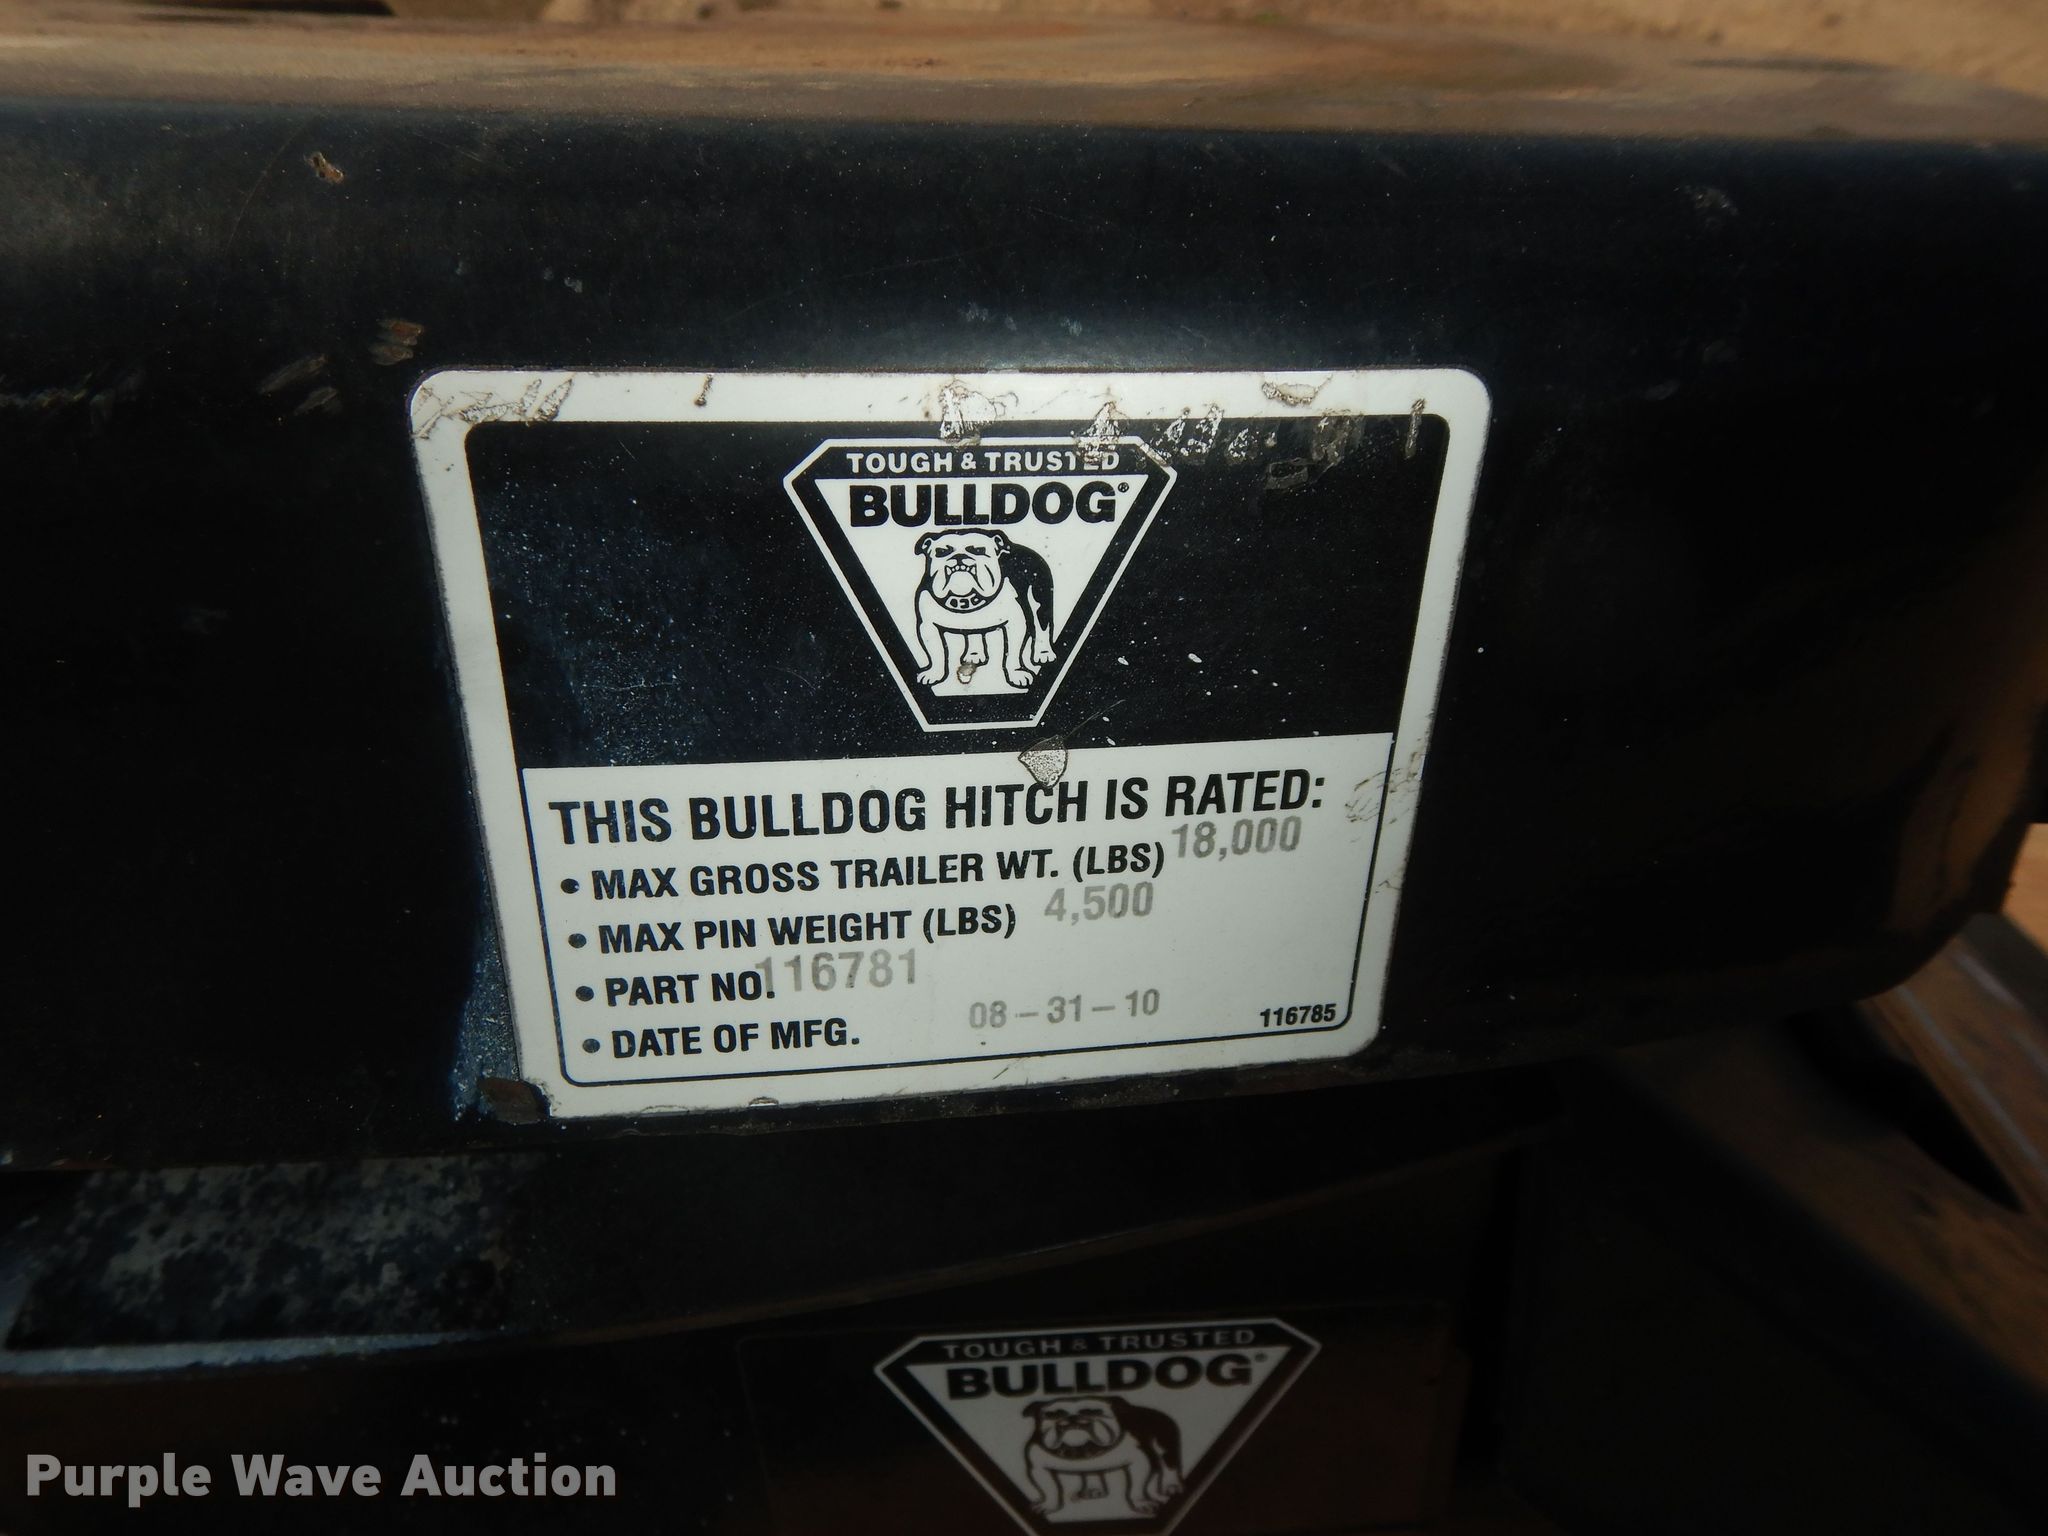 TOUGH & TRUSTED
BULLDOG®
THIS BULLDOG HITCH IS RATED:
• MAX GROSS TRAILER WT. (LBS) 18,000
• MAX PIN WEIGHT (LBS) 4,500
• PART NO. 116781
• DATE OF MFG. 08-31-10
116785
TOUGH & TRUSTED
BULLDOG®
Purple Wave Auction